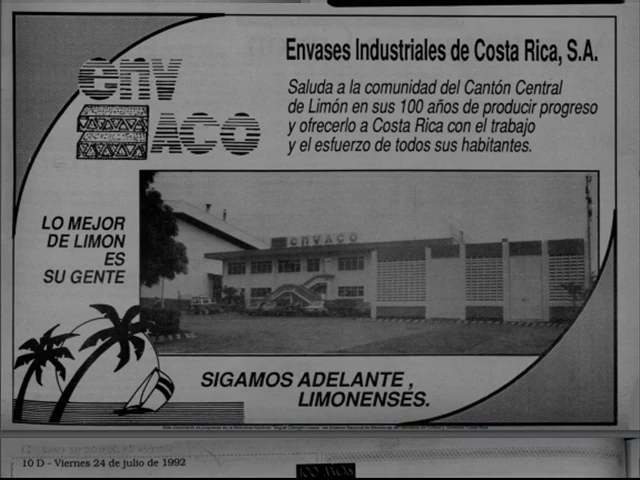 env
ACO
Envases Industriales de Costa Rica, S.A.
Saluda a la comunidad del Cantón Central
de Limón en sus 100 años de producir progreso
y ofrecerlo a Costa Rica con el trabajo
y el esfuerzo de todos sus habitantes.
LO MEJOR
DE LIMON
ES
SU GENTE
envaco
SIGAMOS ADELANTE,
LIMONENSES.
10 D - Viernes 24 de julio de 1992
100 AÑOS